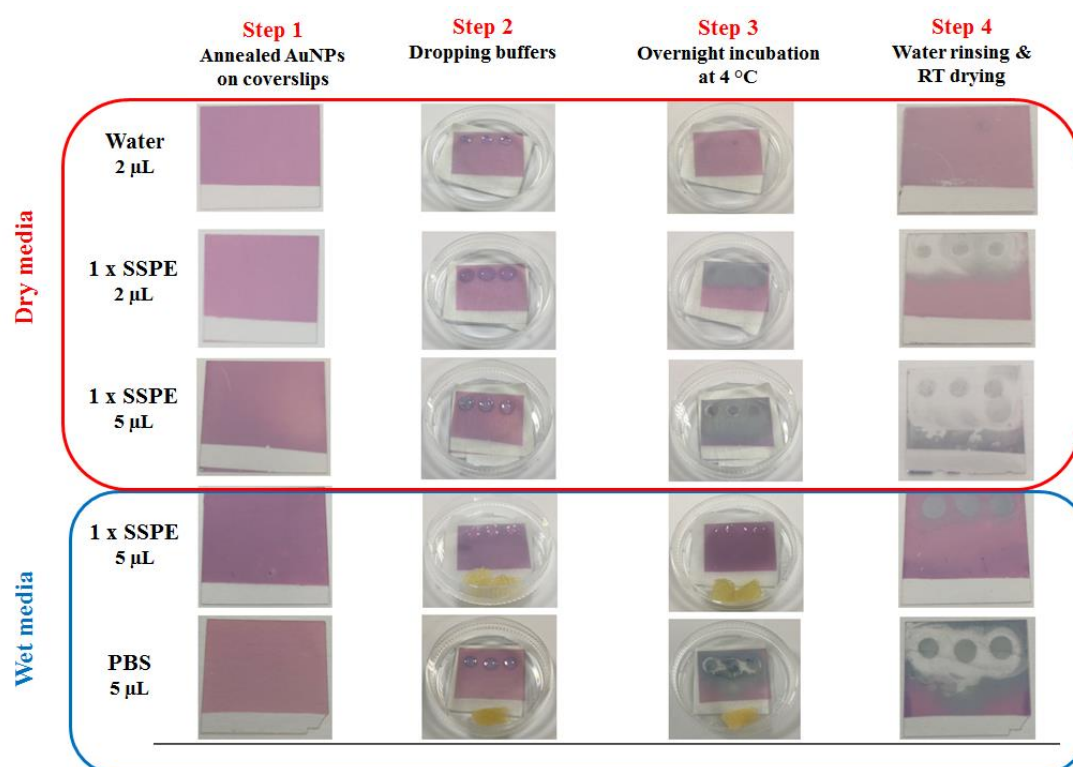 Step 1
Annealed AuNPs
on coverslips
Step 2
Dropping buffers
Step 3
Overnight incubation
at 4 °C
Step 4
Water rinsing &
RT drying
Dry media
Water
2 µL
1 x SSPE
2 µL
1 x SSPE
5 µL
Wet media
1 x SSPE
5 µL
PBS
5 µL